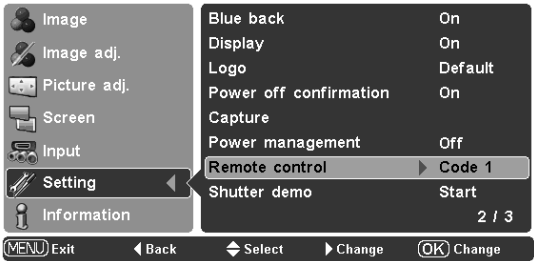 Image
Image adj.
Picture adj.
Screen
Input
Setting
Information
Blue back On
Display On
Logo Default
Power off confirmation On
Capture
Power management Off
Remote control Code 1
Shutter demo Start
2 / 3
MENU Exit Back Select Change OK Change